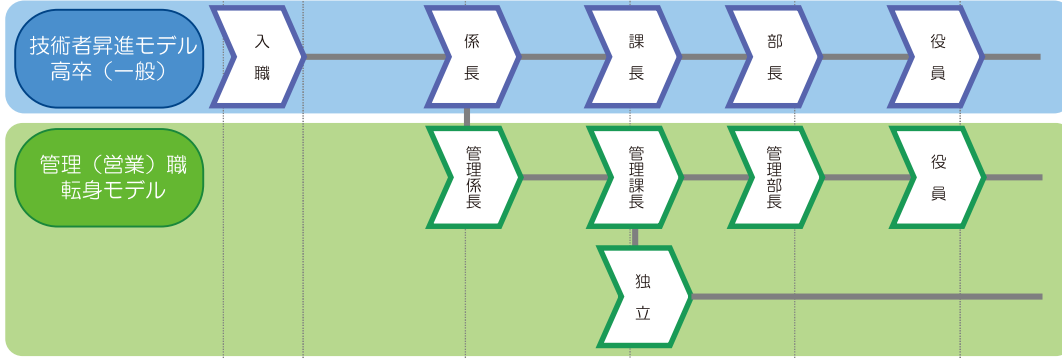 技術者昇進モデル
高卒（一般）
入職
係長
課長
部長
役員
管理（営業）職
転身モデル
管理係長
管理課長
管理部長
役員
独立